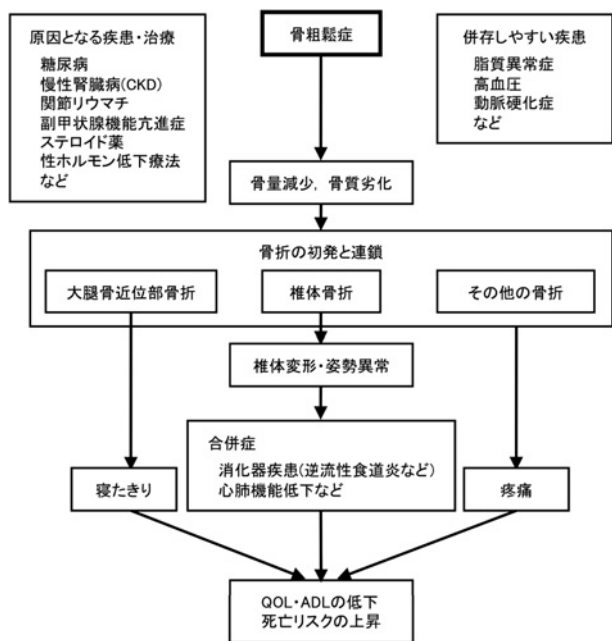 原因となる疾患・治療
糖尿病
慢性腎臓病(CKD)
関節リウマチ
副甲状腺機能亢進症
ステロイド薬
性ホルモン低下療法
など
骨粗鬆症
併存しやすい疾患
脂質異常症
高血圧
動脈硬化症
など
骨量減少, 骨質劣化
骨折の初発と連鎖
大腿骨近位部骨折
椎体骨折
その他の骨折
椎体変形・姿勢異常
合併症
消化器疾患(逆流性食道炎など)
心肺機能低下など
寝たきり
疼痛
QOL・ADLの低下
死亡リスクの上昇